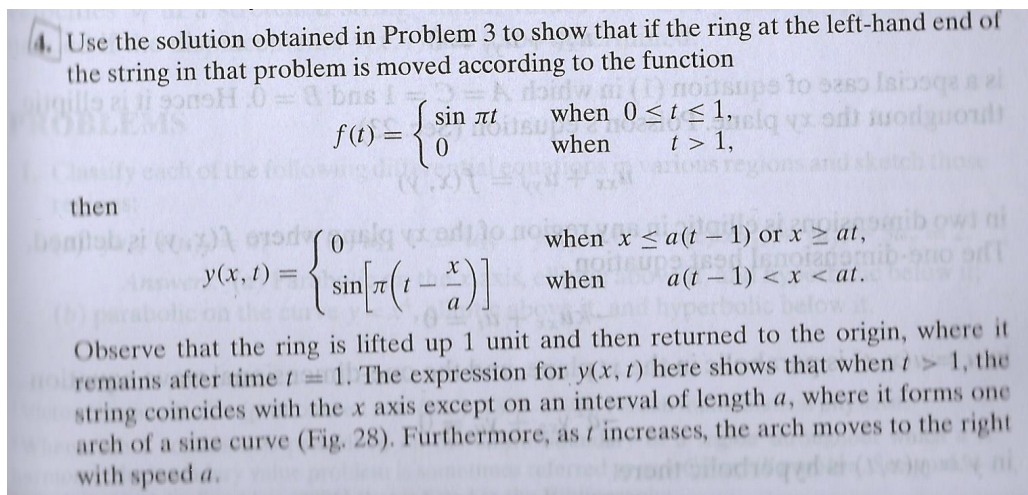 4. Use the solution obtained in Problem 3 to show that if the ring at the left-hand end of
the string in that problem is moved according to the function
f(t) = { sin πt when 0 ≤ t ≤ 1,
0 when t > 1,
then
y(x, t) = { 0 when x ≤ a(t − 1) or x ≥ at,
sin[π(t − x/a)] when a(t − 1) < x < at.
Observe that the ring is lifted up 1 unit and then returned to the origin, where it
remains after time t = 1. The expression for y(x, t) here shows that when t > 1, the
string coincides with the x axis except on an interval of length a, where it forms one
arch of a sine curve (Fig. 28). Furthermore, as t increases, the arch moves to the right
with speed a.